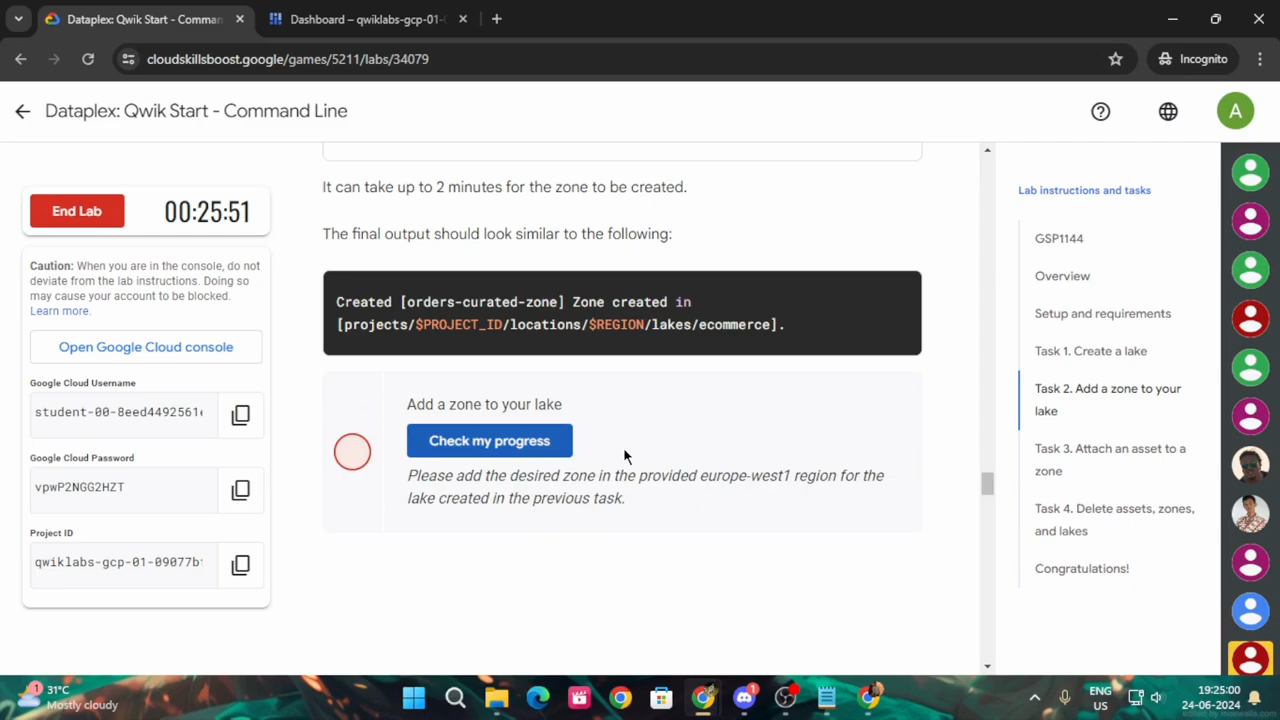 Dataplex: Qwik Start - Comman
Dashboard – qwiklabs-gcp-01-
cloudskillsboost.google/games/5211/labs/34079
Incognito
Dataplex: Qwik Start - Command Line
A
End Lab
00:25:51
Caution: When you are in the console, do not
deviate from the lab instructions. Doing so
may cause your account to be blocked.
Learn more.
Open Google Cloud console
Google Cloud Username
student-00-8eed4492561
Google Cloud Password
vpwP2NGG2HZT
Project ID
qwiklabs-gcp-01-09077b
It can take up to 2 minutes for the zone to be created.
The final output should look similar to the following:
Created [orders-curated-zone] Zone created in
[projects/$PROJECT_ID/locations/$REGION/lakes/ecommerce].
Add a zone to your lake
Check my progress
Please add the desired zone in the provided europe-west1 region for the
lake created in the previous task.
Lab instructions and tasks
GSP1144
Overview
Setup and requirements
Task 1. Create a lake
Task 2. Add a zone to your
lake
Task 3. Attach an asset to a
zone
Task 4. Delete assets, zones,
and lakes
Congratulations!
1
31°C
Mostly cloudy
1
ENG
US
19:25:00
24-06-2024